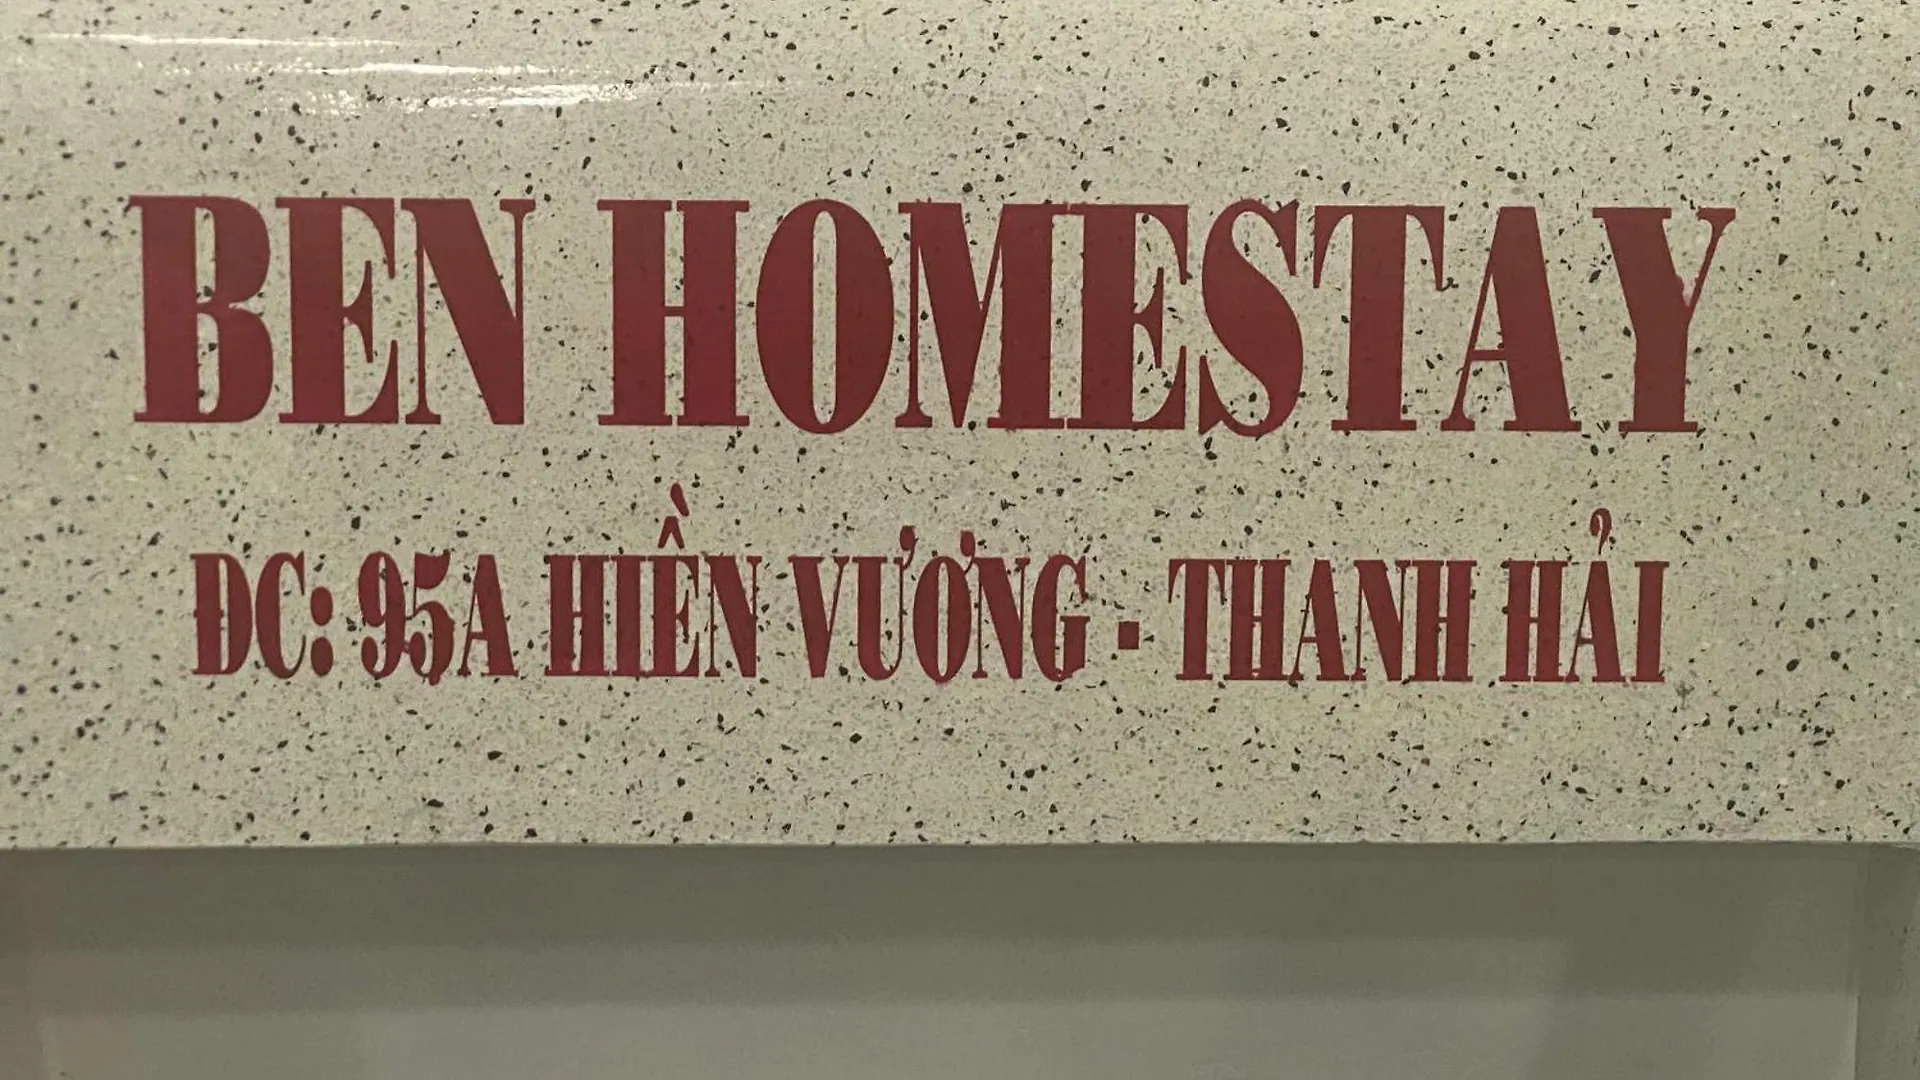 BEN HOMESTAY
ĐC: 95A HIỀN VƯƠNG - THANH HẢI